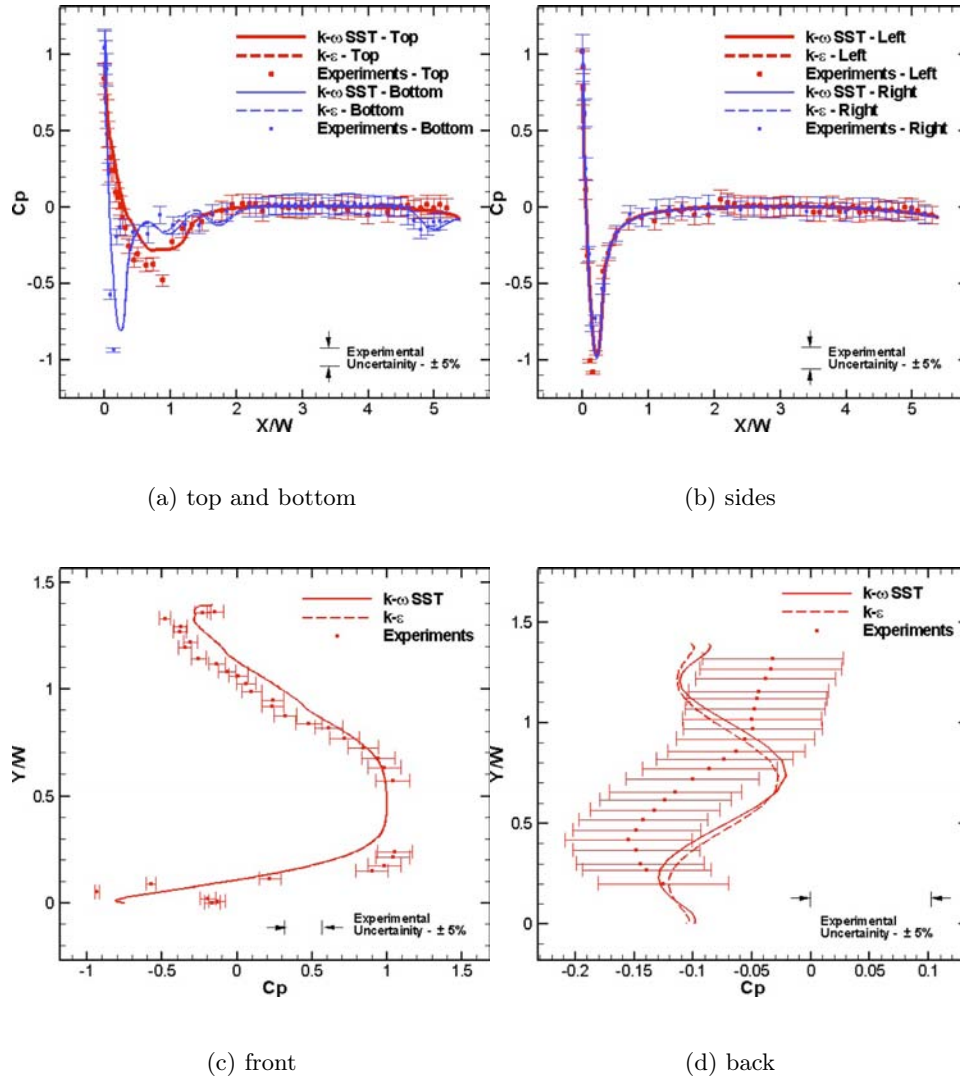 k-ω SST - Top
k-ε - Top
Experiments - Top
k-ω SST - Bottom
k-ε - Bottom
Experiments - Bottom
1
0.5
0
-0.5
-1
Cp
Experimental
Uncertainity - ± 5%
0 1 2 3 4 5
X/W
(a) top and bottom
k-ω SST - Left
k-ε - Left
Experiments - Left
k-ω SST - Right
k-ε - Right
Experiments - Right
1
0.5
0
-0.5
-1
Cp
Experimental
Uncertainity - ± 5%
0 1 2 3 4 5
X/W
(b) sides
k-ω SST
k-ε
Experiments
1.5
1
0.5
0
Y/W
Experimental
Uncertainity - ± 5%
-1 -0.5 0 0.5 1 1.5
Cp
(c) front
k-ω SST
k-ε
Experiments
1.5
1
0.5
0
Y/W
Experimental
Uncertainity - ± 5%
-0.2 -0.15 -0.1 -0.05 0 0.05 0.1
Cp
(d) back